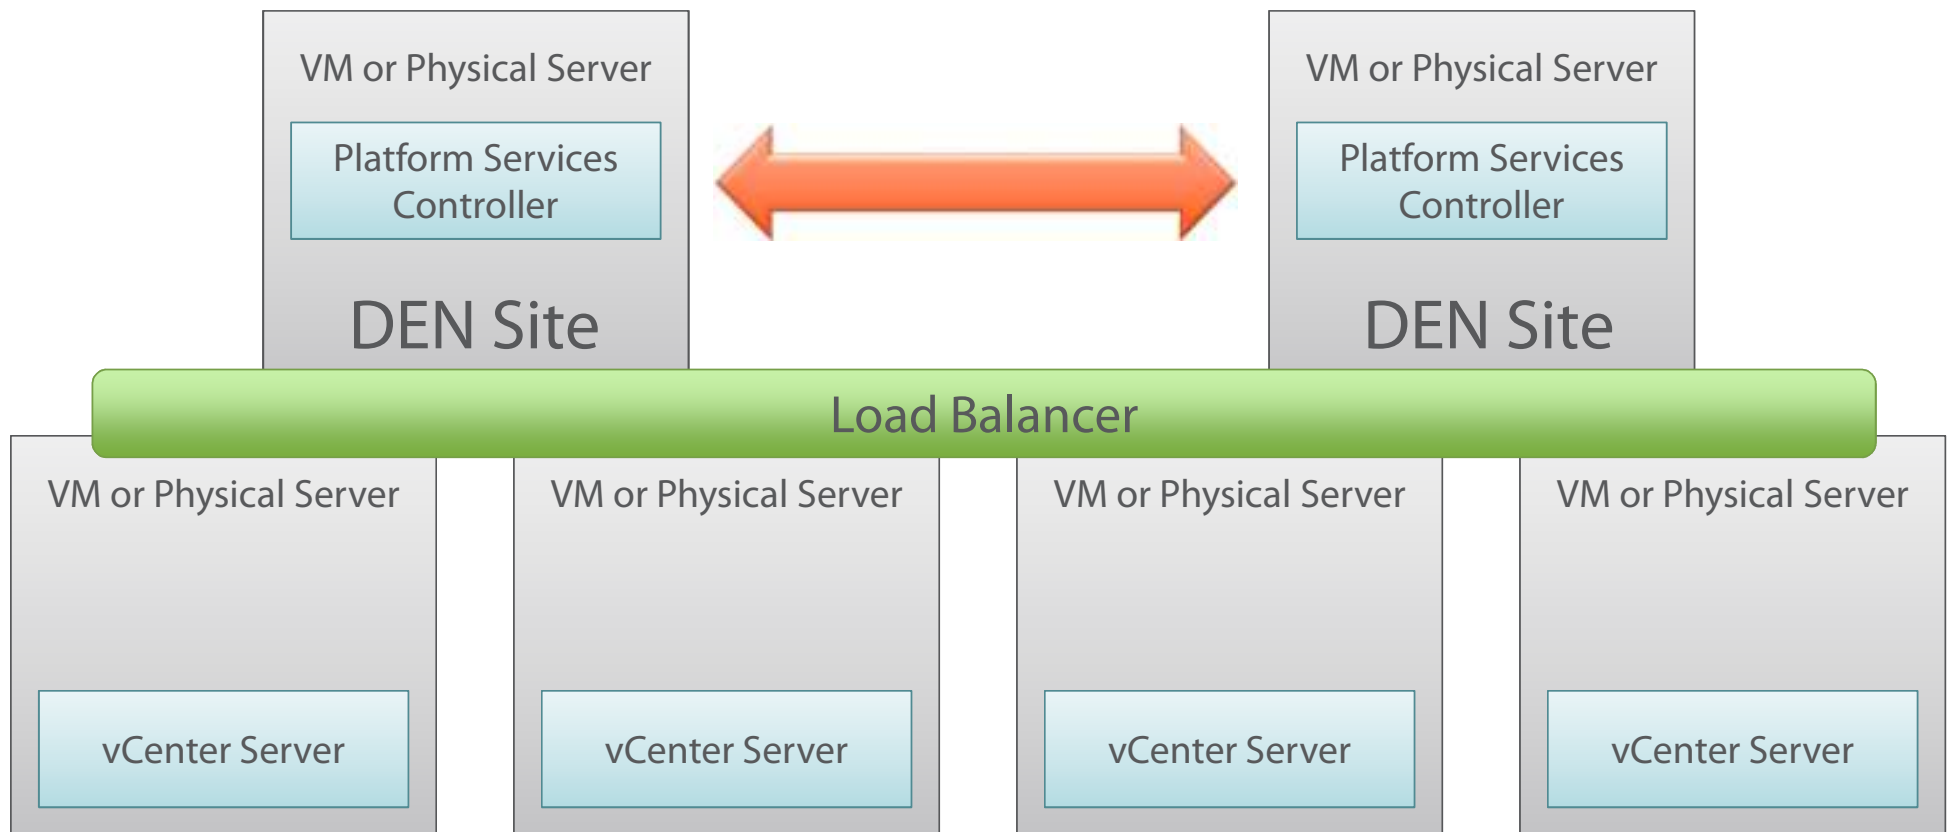 VM or Physical Server
Platform Services
Controller
DEN Site
VM or Physical Server
Platform Services
Controller
DEN Site
Load Balancer
VM or Physical Server
VM or Physical Server
VM or Physical Server
VM or Physical Server
vCenter Server
vCenter Server
vCenter Server
vCenter Server